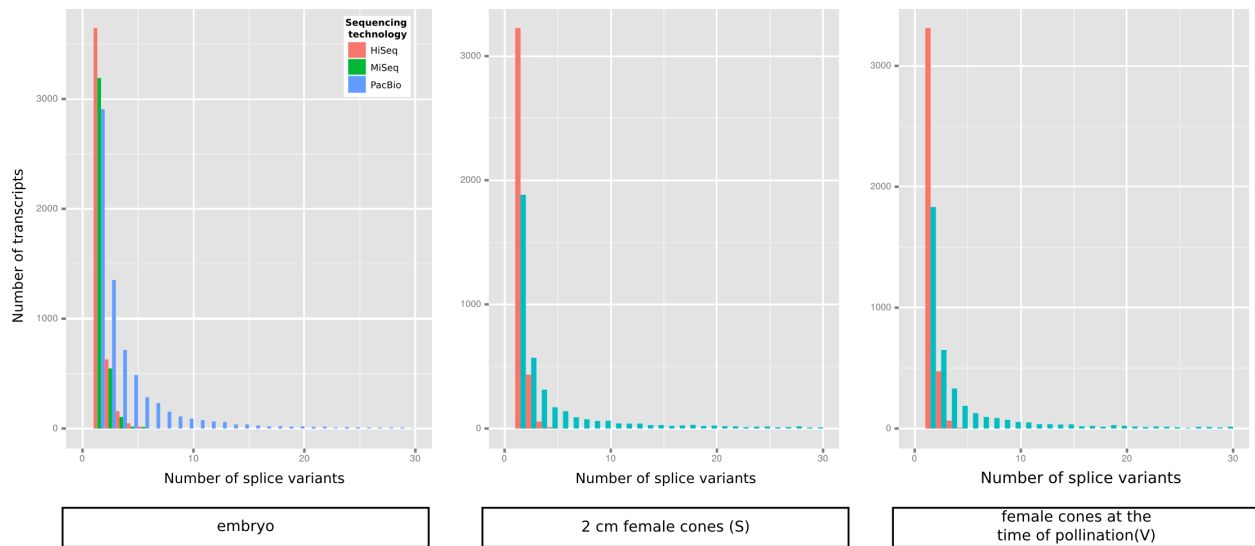 Sequencing
technology
HiSeq
MiSeq
PacBio
Number of transcripts
3000
2000
1000
0
0
10
20
30
Number of splice variants
embryo
3000
2000
1000
0
0
10
20
30
Number of splice variants
2 cm female cones (S)
3000
2000
1000
0
0
10
20
30
Number of splice variants
female cones at the
time of pollination(V)